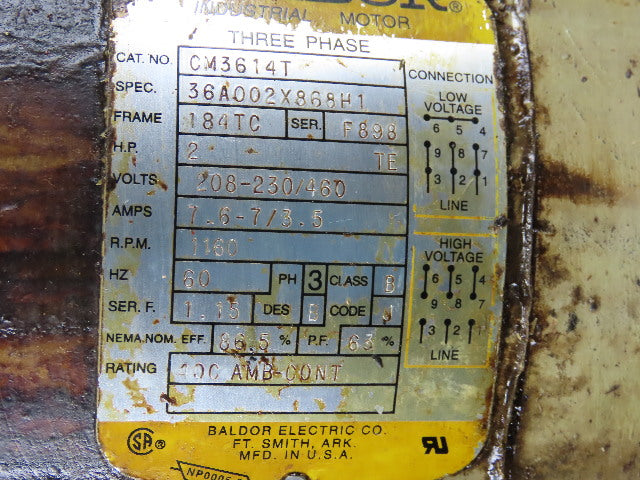 INDUSTRIAL MOTOR
THREE PHASE
CAT. NO. CM3614T
SPEC. 36A002X868H1
FRAME 184TC SER. F898
H.P. 2 TE
VOLTS 208-230/460
AMPS 7.6-7/3.5
R.P.M. 1160
HZ 60 PH 3 CLASS B
SER. F. 1.15 DES B CODE J
NEMA. NOM. EFF. 86.5 % P.F. 63 %
RATING 40C AMB-CONT
CONNECTION
LOW
VOLTAGE
6 5 4
9 8 7
3 2 1
LINE
HIGH
VOLTAGE
6 5 4
9 8 7
3 2 1
LINE
SA ®
BALDOR ELECTRIC CO.
FT. SMITH, ARK.
MFD. IN U.S.A.